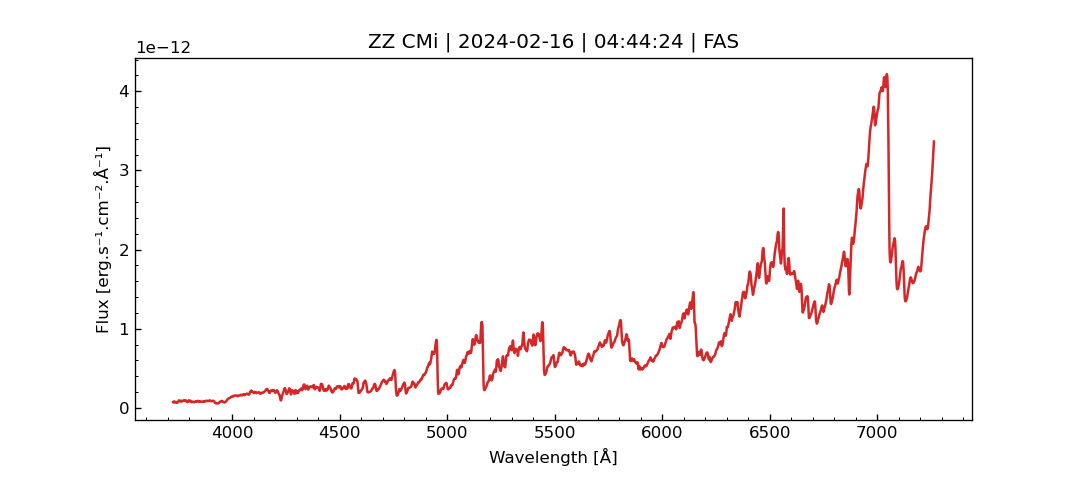 ZZ CMi | 2024-02-16 | 04:44:24 | FAS
1e−12
4
3
2
1
0
Flux [erg.s⁻¹.cm⁻².Å⁻¹]
4000 4500 5000 5500 6000 6500 7000
Wavelength [Å]